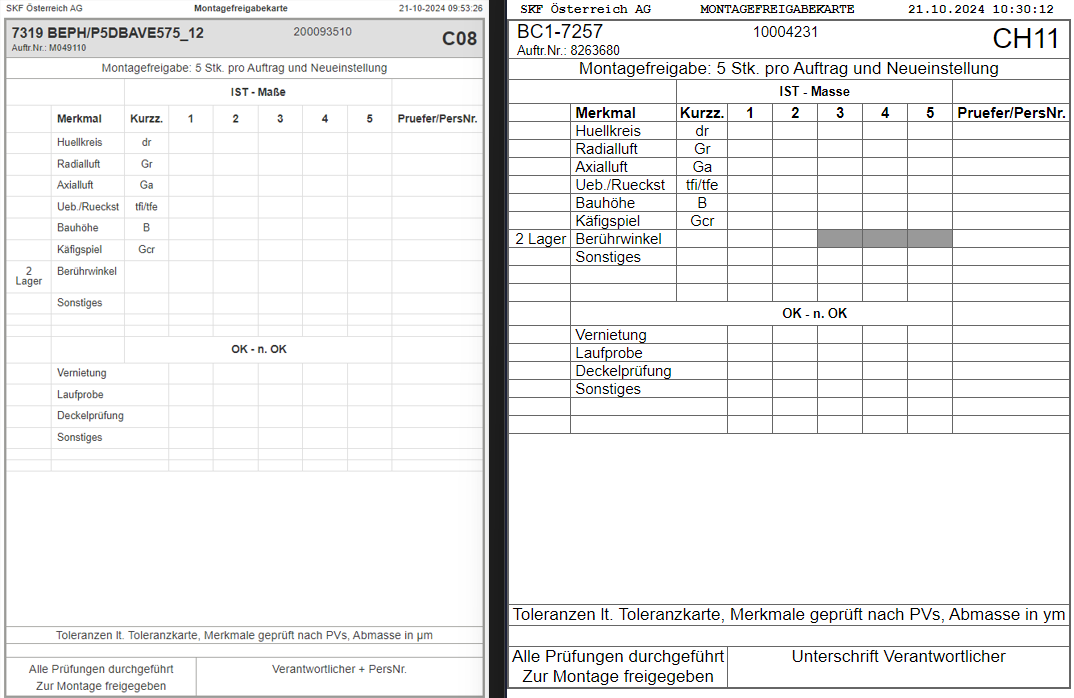 SKF Österreich AG Montagefreigabekarte 21-10-2024 09:53:26
7319 BEPH/P5DBAVE575_12 200093510 C08
Auftr.Nr.: M049110
Montagefreigabe: 5 Stk. pro Auftrag und Neueinstellung
IST - Maße
Merkmal Kurzz. 1 2 3 4 5 Pruefer/PersNr.
Huellkreis dr
Radialluft Gr
Axialluft Ga
Ueb./Rueckst tfi/tfe
Bauhöhe B
Käfigspiel Gcr
2 Lager Berührwinkel
Sonstiges
OK - n. OK
Vernietung
Laufprobe
Deckelprüfung
Sonstiges
Toleranzen lt. Toleranzkarte, Merkmale geprüft nach PVs, Abmasse in µm
Alle Prüfungen durchgeführt Verantwortlicher + PersNr.
Zur Montage freigegeben
SKF Österreich AG MONTAGEFREIGABEKARTE 21.10.2024 10:30:12
BC1-7257 10004231 CH11
Auftr.Nr.: 8263680
Montagefreigabe: 5 Stk. pro Auftrag und Neueinstellung
IST - Masse
Merkmal Kurzz. 1 2 3 4 5 Pruefer/PersNr.
Huellkreis dr
Radialluft Gr
Axialluft Ga
Ueb./Rueckst tfi/tfe
Bauhöhe B
Käfigspiel Gcr
2 Lager Berührwinkel
Sonstiges
OK - n. OK
Vernietung
Laufprobe
Deckelprüfung
Sonstiges
Toleranzen lt. Toleranzkarte, Merkmale geprüft nach PVs, Abmasse in ym
Alle Prüfungen durchgeführt Unterschrift Verantwortlicher
Zur Montage freigegeben